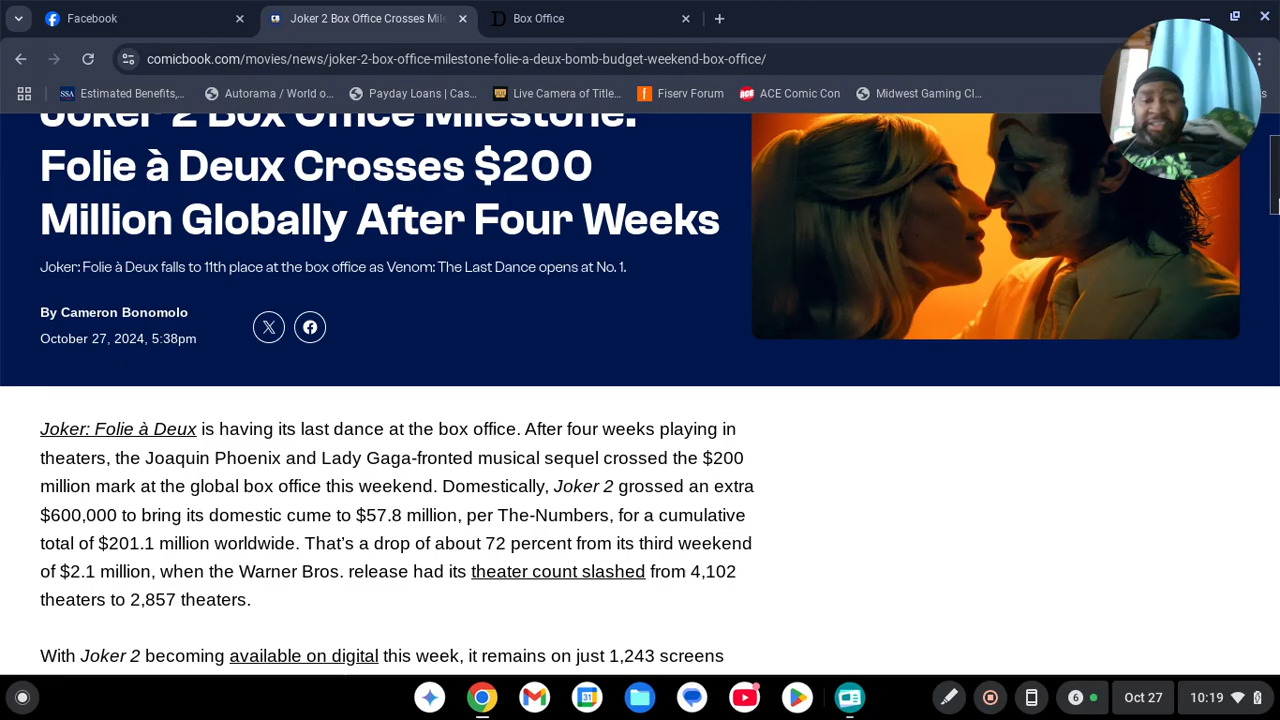 Facebook
Joker 2 Box Office Crosses Mile
Box Office
comicbook.com/movies/news/joker-2-box-office-milestone-folie-a-deux-bomb-budget-weekend-box-office/
SSA
Estimated Benefits,...
Autorama / World o...
Payday Loans | Cas...
Live Camera of Title...
Fiserv Forum
ACE Comic Con
Midwest Gaming Cl...
Joker 2 Box Office Milestone:
Folie à Deux Crosses $200
Million Globally After Four Weeks
Joker: Folie à Deux falls to 11th place at the box office as Venom: The Last Dance opens at No. 1.
By Cameron Bonomolo
October 27, 2024, 5:38pm
Joker: Folie à Deux is having its last dance at the box office. After four weeks playing in
theaters, the Joaquin Phoenix and Lady Gaga-fronted musical sequel crossed the $200
million mark at the global box office this weekend. Domestically, Joker 2 grossed an extra
$600,000 to bring its domestic cume to $57.8 million, per The-Numbers, for a cumulative
total of $201.1 million worldwide. That's a drop of about 72 percent from its third weekend
of $2.1 million, when the Warner Bros. release had its theater count slashed from 4,102
theaters to 2,857 theaters.
With Joker 2 becoming available on digital this week, it remains on just 1,243 screens
6
Oct 27
10:19